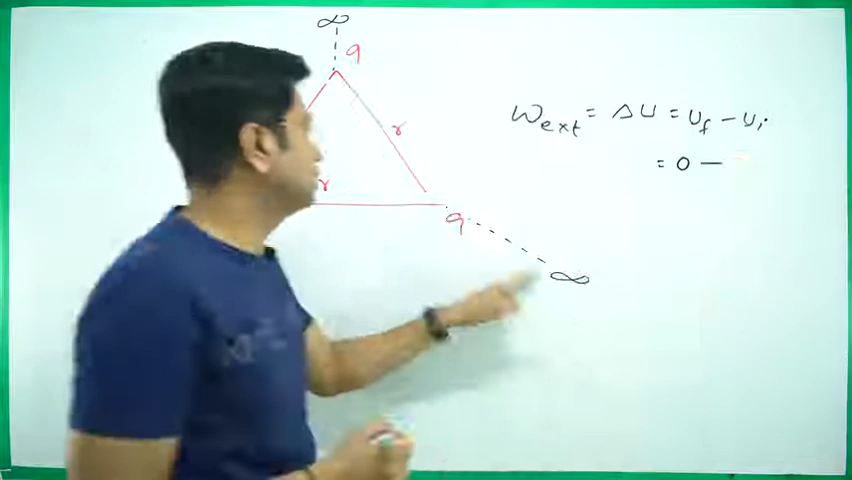 ∞
q
r
r
q
∞
W_ext = ΔU = U_f - U_i
= 0 —